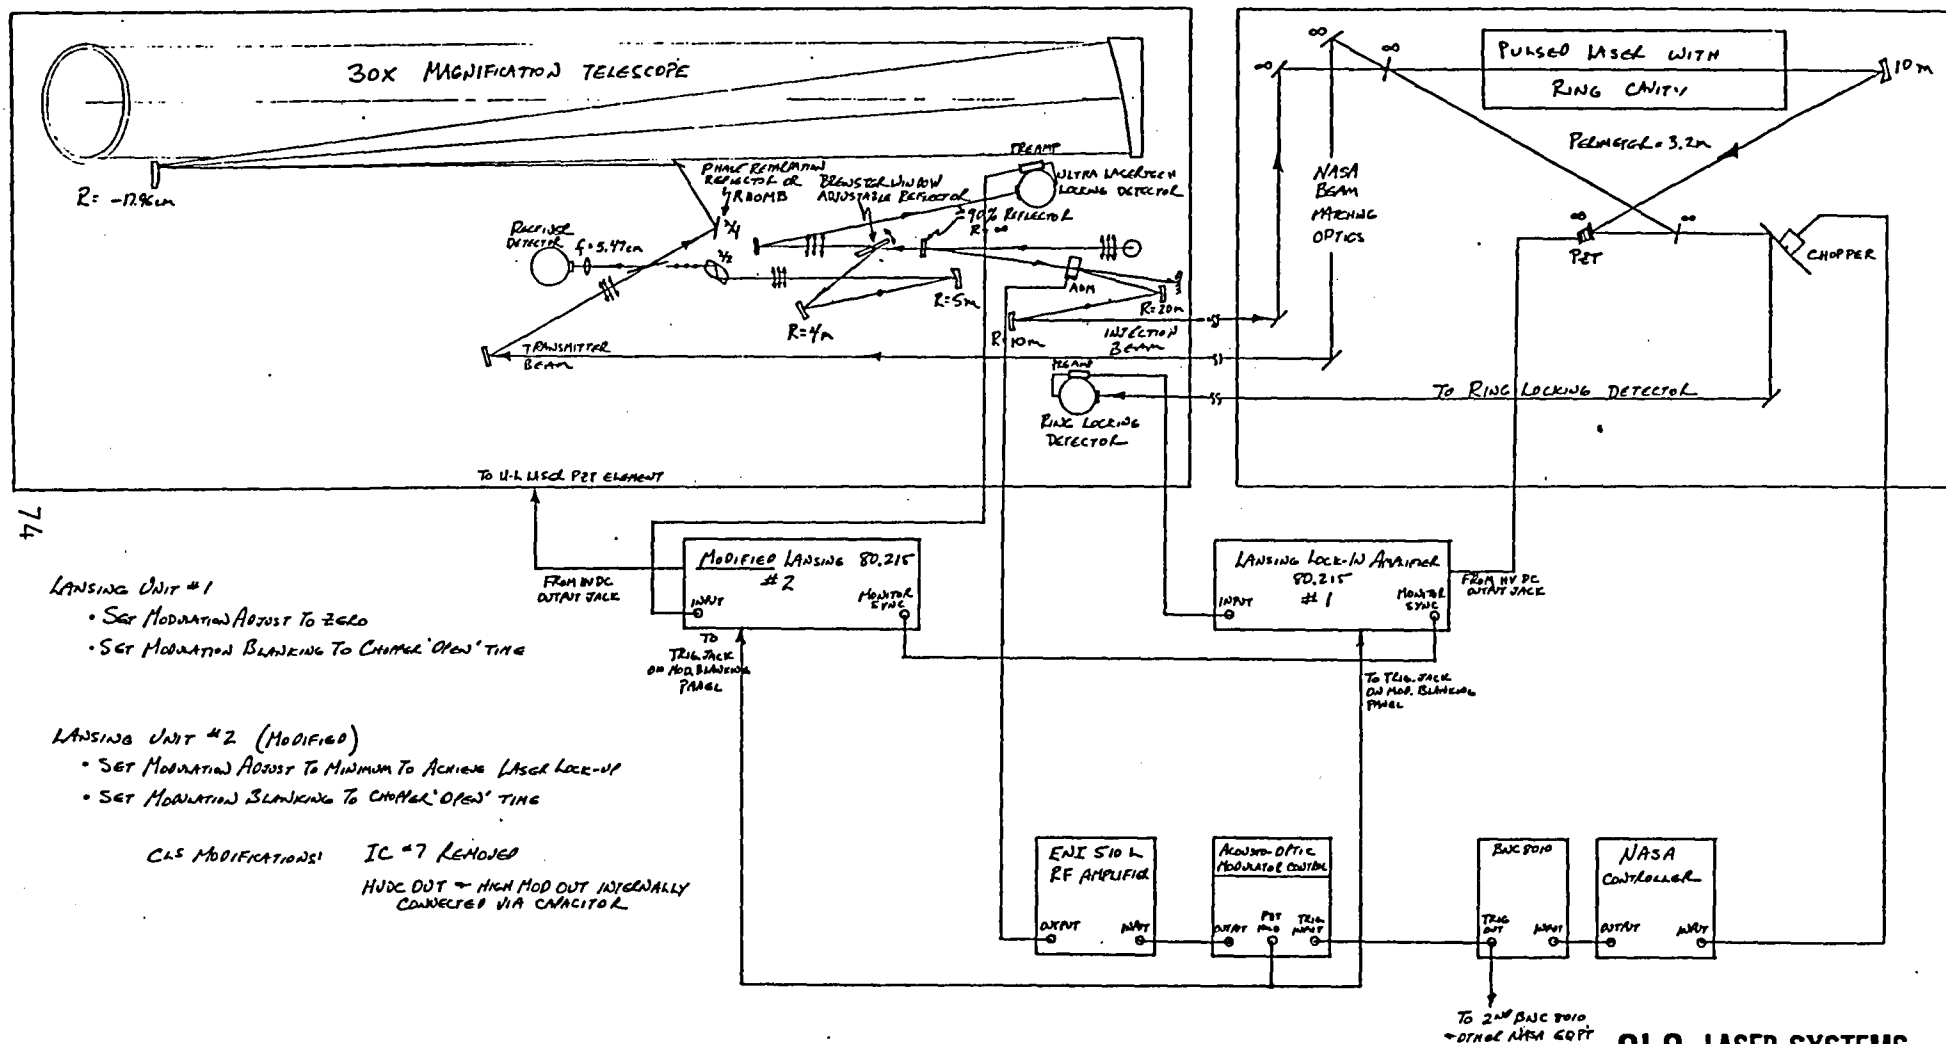 30X MAGNIFICATION TELESCOPE
R= -17.96cm
PHASE RETARDATION
REFLECTOR OR
RHOMB
λ/4
BREWSTER WINDOW
ADJUSTABLE REFLECTOR
PREAMP
ULTRA LASERTECH
LOCKING DETECTOR
≥90% REFLECTOR
R=∞
RECEIVER
DETECTOR
f=5.47cm
λ/2
R=5m
R=4m
AOM
R=20m
R=10m
INJECTION
BEAM
TRANSMITTER
BEAM
PREAMP
RING LOCKING
DETECTOR
TO U-L LASER PZT ELEMENT
∞
∞
∞
PULSED LASER WITH
RING CAVITY
10m
PERIMETER=3.2m
NASA
BEAM
MATCHING
OPTICS
∞
∞
PZT
CHOPPER
TO RING LOCKING DETECTOR
74
MODIFIED LANSING 80.215
#2
INPUT
MONITOR
SYNC
FROM HVDC
OUTPUT JACK
TO
TRIG. JACK
ON MOD. BLANKING
PANEL
LANSING LOCK-IN AMPLIFIER
80.215
#1
INPUT
MONITOR
SYNC
FROM HV DC
OUTPUT JACK
TO TRIG. JACK
ON MOD. BLANKING
PANEL
LANSING UNIT #1
• SET MODULATION ADJUST TO ZERO
• SET MODULATION BLANKING TO CHOPPER 'OPEN' TIME
LANSING UNIT #2 (MODIFIED)
• SET MODULATION ADJUST TO MINIMUM TO ACHIEVE LASER LOCK-UP
• SET MODULATION BLANKING TO CHOPPER 'OPEN' TIME
CLS MODIFICATIONS: IC #7 REMOVED
HVDC OUT + HIGH MOD OUT INTERNALLY
CONNECTED VIA CAPACITOR
ENI 510 L
RF AMPLIFIER
OUTPUT
INPUT
ACOUSTO-OPTIC
MODULATOR CONTROL
OUTPUT
PZT
HLD
TRIG
INPUT
BNC 8010
TRIG
OUT
INPUT
NASA
CONTROLLER
OUTPUT
INPUT
TO 2ND BNC 8010
+ OTHER NASA EQPT
LASER SYSTEMS